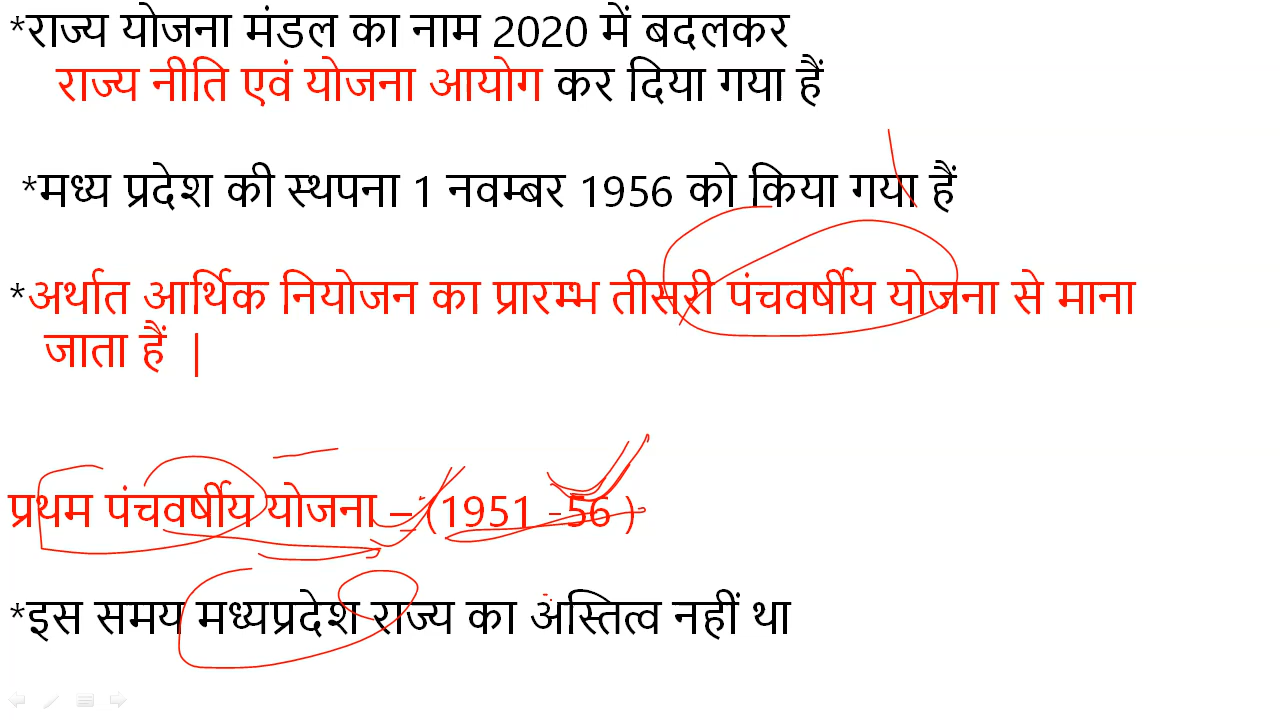 *राज्य योजना मंडल का नाम 2020 में बदलकर
राज्य नीति एवं योजना आयोग कर दिया गया हैं
*मध्य प्रदेश की स्थपना 1 नवम्बर 1956 को किया गया हैं
*अर्थात आर्थिक नियोजन का प्रारम्भ तीसरी पंचवर्षीय योजना से माना
जाता हैं |
प्रथम पंचवर्षीय योजना – (1951 -56 )
*इस समय मध्यप्रदेश राज्य का अस्तित्व नहीं था